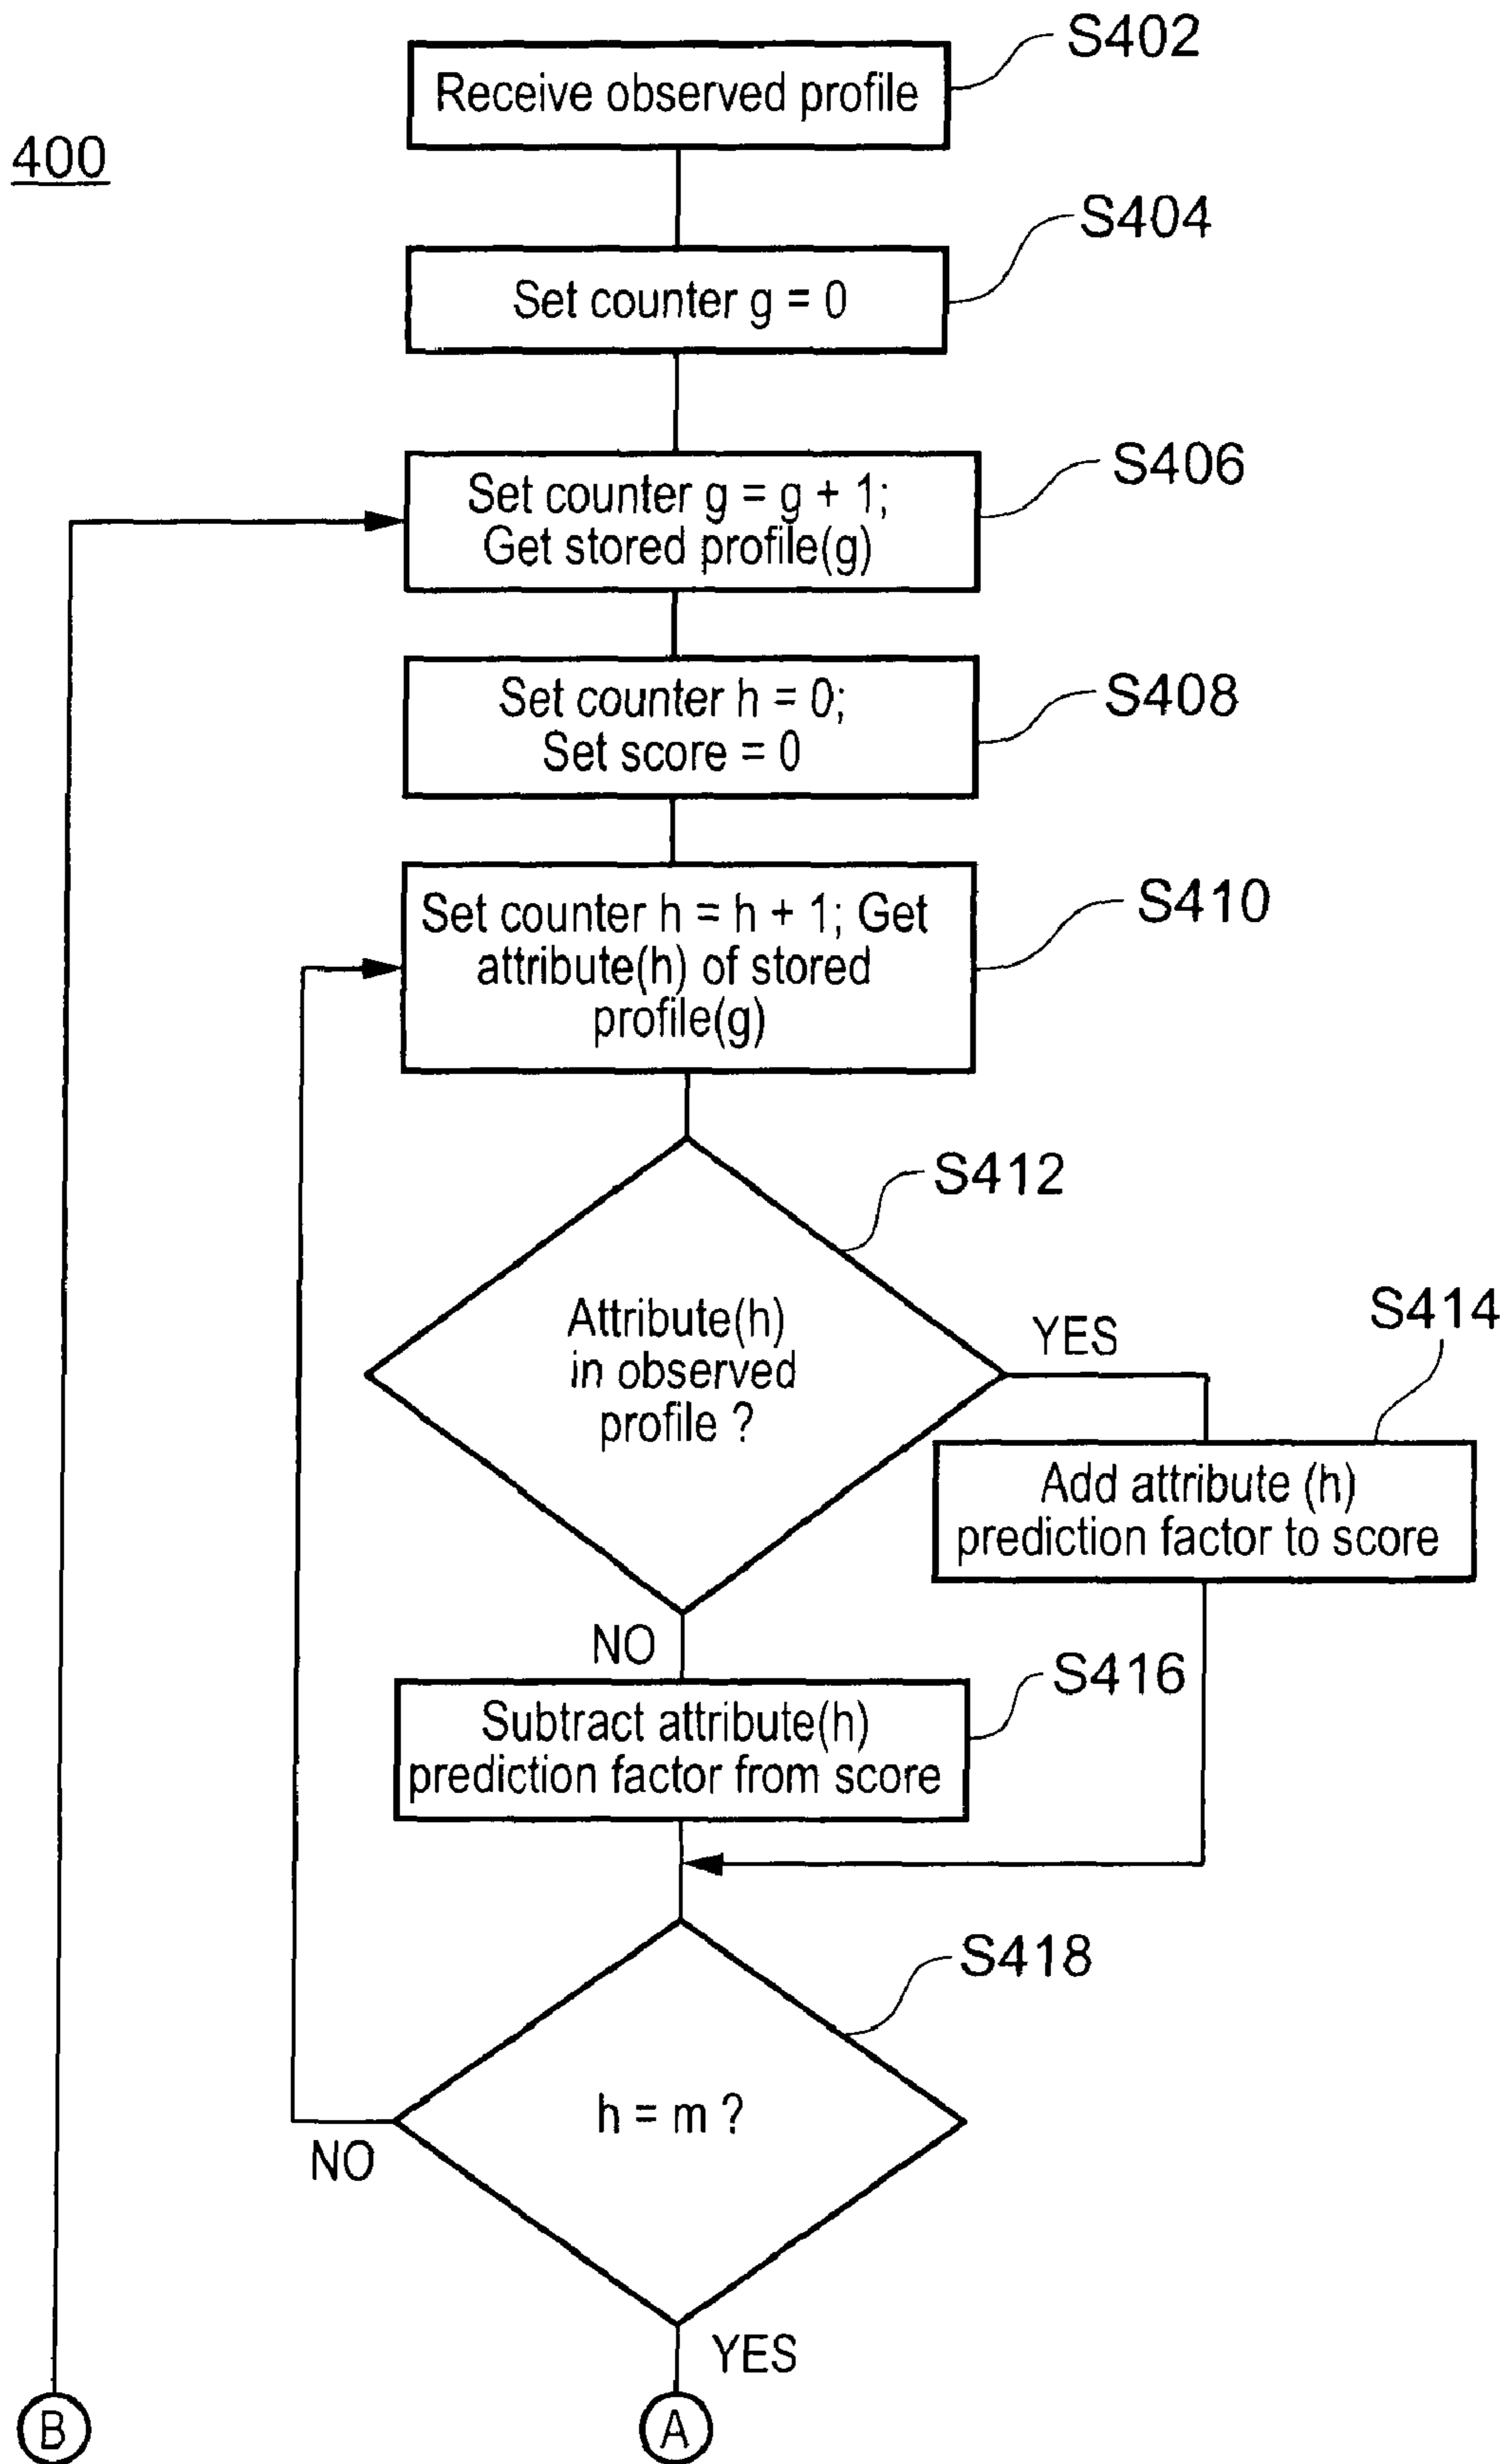 S402
Receive observed profile
400
S404
Set counter g = 0
S406
Set counter g = g + 1;
Get stored profile(g)
S408
Set counter h = 0;
Set score = 0
S410
Set counter h = h + 1; Get
attribute(h) of stored
profile(g)
S412
Attribute(h)
in observed
profile ?
YES
S414
Add attribute (h)
prediction factor to score
NO
S416
Subtract attribute(h)
prediction factor from score
S418
h = m ?
NO
YES
B
A